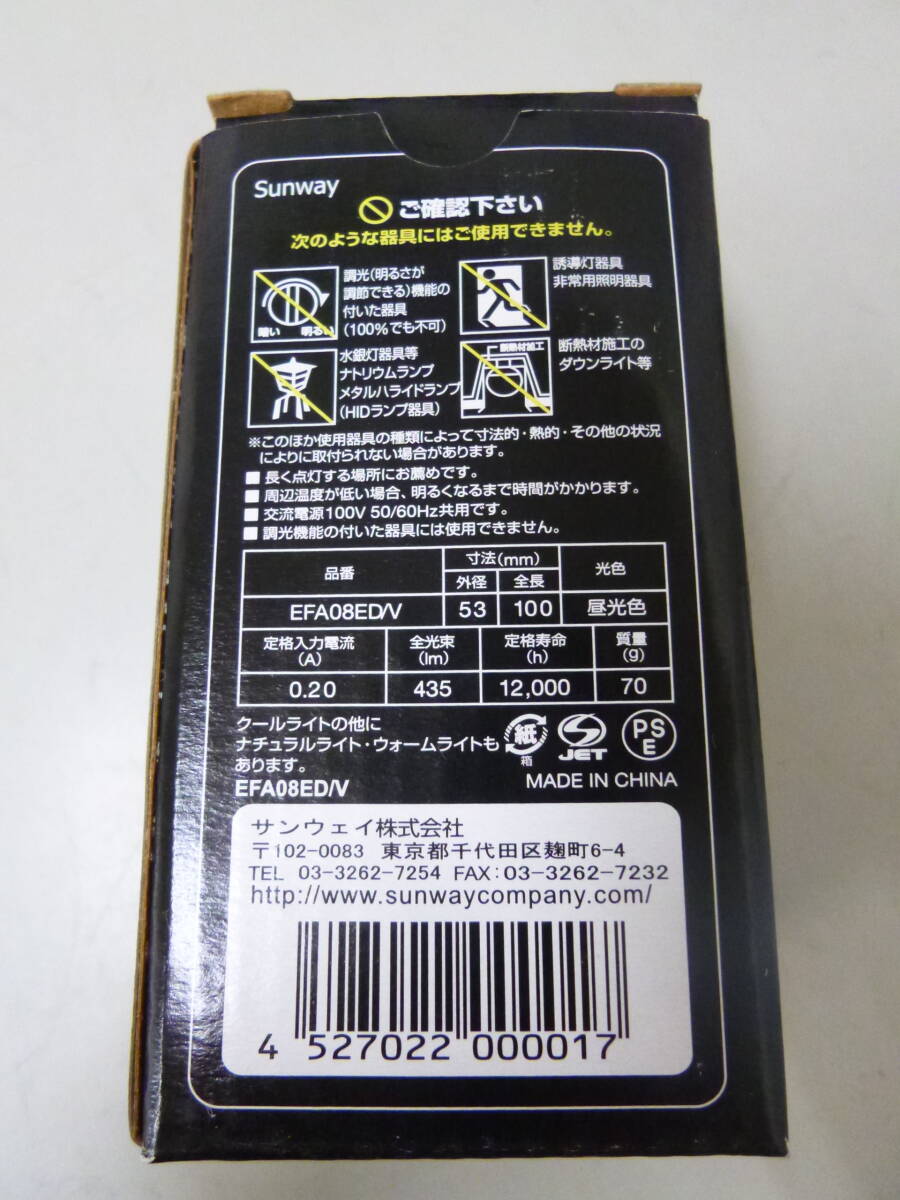 Sunway
ご確認下さい
次のような器具にはご使用できません。
暗い 明るい
調光(明るさが
調節できる)機能の
付いた器具
(100%でも不可)
誘導灯器具
非常用照明器具
水銀灯器具等
ナトリウムランプ
メタルハライドランプ
(HIDランプ器具)
断熱材施工
断熱材施工の
ダウンライト等
※このほか使用器具の種類によって寸法的・熱的・その他の状況
によりに取付られない場合があります。
■ 長く点灯する場所にお薦めです。
■ 周辺温度が低い場合、明るくなるまで時間がかかります。
■ 交流電源100V 50/60Hz共用です。
■ 調光機能の付いた器具には使用できません。
品番 寸法(mm) 光色
外径 全長
EFA08ED/V 53 100 昼光色
定格入力電流 全光束 定格寿命 質量
(A) (lm) (h) (g)
0.20 435 12,000 70
クールライトの他に
ナチュラルライト・ウォームライトも
あります。
EFA08ED/V
紙
箱
JET
PS
E
MADE IN CHINA
サンウェイ株式会社
〒102-0083 東京都千代田区麹町6-4
TEL 03-3262-7254 FAX:03-3262-7232
http://www.sunwaycompany.com/
4 527022 000017